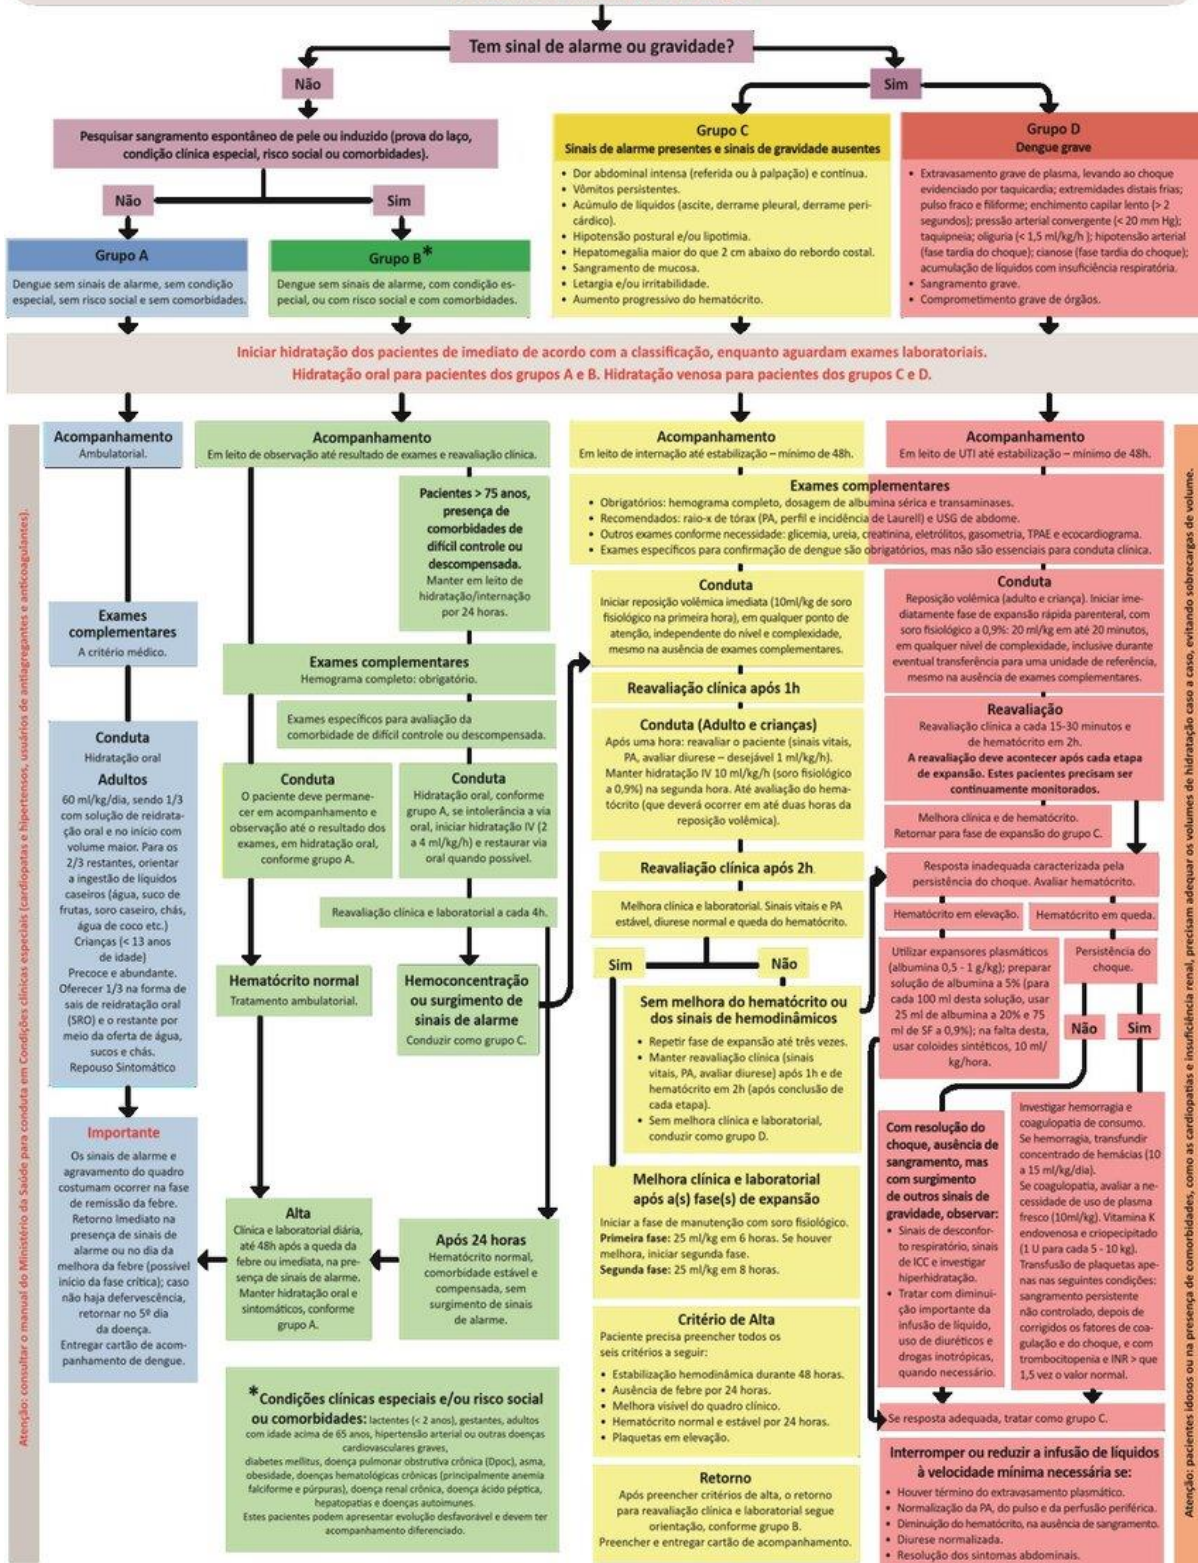 Tem sinal de alarme ou gravidade?
Não
Sim
Pesquisar sangramento espontâneo de pele ou induzido (prova do laço,
condição clínica especial, risco social ou comorbidades).
Não
Sim
Grupo A
Dengue sem sinais de alarme, sem condição
especial, sem risco social e sem comorbidades.
Grupo B*
Dengue sem sinais de alarme, com condição es-
pecial, ou com risco social e com comorbidades.
Grupo C
Sinais de alarme presentes e sinais de gravidade ausentes
• Dor abdominal intensa (referida ou à palpação) e contínua.
• Vômitos persistentes.
• Acúmulo de líquidos (ascite, derrame pleural, derrame peri-
cárdico).
• Hipotensão postural e/ou lipotimia.
• Hepatomegalia maior do que 2 cm abaixo do rebordo costal.
• Sangramento de mucosa.
• Letargia e/ou irritabilidade.
• Aumento progressivo do hematócrito.
Grupo D
Dengue grave
• Extravasamento grave de plasma, levando ao choque
evidenciado por taquicardia; extremidades distais frias;
pulso fraco e filiforme; enchimento capilar lento (> 2
segundos); pressão arterial convergente (< 20 mm Hg);
taquipneia; oliguria (< 1,5 ml/kg/h ); hipotensão arterial
(fase tardia do choque); cianose (fase tardia do choque);
acumulação de líquidos com insuficiência respiratória.
• Sangramento grave.
• Comprometimento grave de órgãos.
Iniciar hidratação dos pacientes de imediato de acordo com a classificação, enquanto aguardam exames laboratoriais.
Hidratação oral para pacientes dos grupos A e B. Hidratação venosa para pacientes dos grupos C e D.
Atenção: consultar o manual do Ministério da Saúde para conduta em Condições clínicas especiais (cardiopatas e hipertensos, usuários de antiagregantes e anticoagulantes).
Acompanhamento
Ambulatorial.
Exames
complementares
A critério médico.
Conduta
Hidratação oral
Adultos
60 ml/kg/dia, sendo 1/3
com solução de reidrata-
ção oral e no início com
volume maior. Para os
2/3 restantes, orientar
a ingestão de líquidos
caseiros (água, suco de
frutas, soro caseiro, chás,
água de coco etc.)
Crianças (< 13 anos
de idade)
Precoce e abundante.
Oferecer 1/3 na forma de
sais de reidratação oral
(SRO) e o restante por
meio da oferta de água,
sucos e chás.
Repouso Sintomático
Importante
Os sinais de alarme e
agravamento do quadro
costumam ocorrer na fase
de remissão da febre.
Retorno Imediato na
presença de sinais de
alarme ou no dia da
melhora da febre (possível
início da fase crítica); caso
não haja defervescência,
retornar no 5º dia
da doença.
Entregar cartão de acom-
panhamento de dengue.
Acompanhamento
Em leito de observação até resultado de exames e reavaliação clínica.
Pacientes > 75 anos,
presença de
comorbidades de
difícil controle ou
descompensada.
Manter em leito de
hidratação/internação
por 24 horas.
Exames complementares
Hemograma completo: obrigatório.
Exames específicos para avaliação da
comorbidade de difícil controle ou descompensada.
Conduta
O paciente deve permane-
cer em acompanhamento e
observação até o resultado dos
exames, em hidratação oral,
conforme grupo A.
Conduta
Hidratação oral, conforme
grupo A, se intolerância a via
oral, iniciar hidratação IV (2
a 4 ml/kg/h) e restaurar via
oral quando possível.
Reavaliação clínica e laboratorial a cada 4h.
Hematócrito normal
Tratamento ambulatorial.
Hemoconcentração
ou surgimento de
sinais de alarme
Conduzir como grupo C.
Alta
Clínica e laboratorial diária,
até 48h após a queda da
febre ou imediata, na pre-
sença de sinais de alarme.
Manter hidratação oral e
sintomáticos, conforme
grupo A.
Após 24 horas
Hematócrito normal,
comorbidade estável e
compensada, sem
surgimento de sinais
de alarme.
*Condições clínicas especiais e/ou risco social
ou comorbidades: lactentes (< 2 anos), gestantes, adultos
com idade acima de 65 anos, hipertensão arterial ou outras doenças
cardiovasculares graves,
diabetes mellitus, doença pulmonar obstrutiva crônica (Dpoc), asma,
obesidade, doenças hematológicas crônicas (principalmente anemia
falciforme e púrpuras), doença renal crônica, doença ácido péptica,
hepatopatias e doenças autoimunes.
Estes pacientes podem apresentar evolução desfavorável e devem ter
acompanhamento diferenciado.
Acompanhamento
Em leito de internação até estabilização – mínimo de 48h.
Acompanhamento
Em leito de UTI até estabilização – mínimo de 48h.
Exames complementares
• Obrigatórios: hemograma completo, dosagem de albumina sérica e transaminases.
• Recomendados: raio-x de tórax (PA, perfil e incidência de Laurell) e USG de abdome.
• Outros exames conforme necessidade: glicemia, ureia, creatinina, eletrólitos, gasometria, TPAE e ecocardiograma.
• Exames específicos para confirmação de dengue são obrigatórios, mas não são essenciais para conduta clínica.
Conduta
Iniciar reposição volêmica imediata (10ml/kg de soro
fisiológico na primeira hora), em qualquer ponto de
atenção, independente do nível e complexidade,
mesmo na ausência de exames complementares.
Reavaliação clínica após 1h
Conduta (Adulto e crianças)
Após uma hora: reavaliar o paciente (sinais vitais,
PA, avaliar diurese – desejável 1 ml/kg/h).
Manter hidratação IV 10 ml/kg/h (soro fisiológico
a 0,9%) na segunda hora. Até avaliação do hema-
tócrito (que deverá ocorrer em até duas horas da
reposição volêmica).
Reavaliação clínica após 2h
Melhora clínica e laboratorial. Sinais vitais e PA
estável, diurese normal e queda do hematócrito.
Sim
Não
Sem melhora do hematócrito ou
dos sinais de hemodinâmicos
• Repetir fase de expansão até três vezes.
• Manter reavaliação clínica (sinais
vitais, PA, avaliar diurese) após 1h e de
hematócrito em 2h (após conclusão de
cada etapa).
• Sem melhora clínica e laboratorial,
conduzir como grupo D.
Melhora clínica e laboratorial
após a(s) fase(s) de expansão
Iniciar a fase de manutenção com soro fisiológico.
Primeira fase: 25 ml/kg em 6 horas. Se houver
melhora, iniciar segunda fase.
Segunda fase: 25 ml/kg em 8 horas.
Critério de Alta
Paciente precisa preencher todos os
seis critérios a seguir:
• Estabilização hemodinâmica durante 48 horas.
• Ausência de febre por 24 horas.
• Melhora visível do quadro clínico.
• Hematócrito normal e estável por 24 horas.
• Plaquetas em elevação.
Retorno
Após preencher critérios de alta, o retorno
para reavaliação clínica e laboratorial segue
orientação, conforme grupo B.
Preencher e entregar cartão de acompanhamento.
Conduta
Reposição volêmica (adulto e criança). Iniciar ime-
diatamente fase de expansão rápida parenteral, com
soro fisiológico a 0,9%: 20 ml/kg em até 20 minutos,
em qualquer nível de complexidade, inclusive durante
eventual transferência para uma unidade de referência,
mesmo na ausência de exames complementares.
Reavaliação
Reavaliação clínica a cada 15-30 minutos e
de hematócrito em 2h.
A reavaliação deve acontecer após cada etapa
de expansão. Estes pacientes precisam ser
continuamente monitorados.
Melhora clínica e de hematócrito.
Retornar para fase de expansão do grupo C.
Resposta inadequada caracterizada pela
persistência do choque. Avaliar hematócrito.
Hematócrito em elevação.
Hematócrito em queda.
Utilizar expansores plasmáticos
(albumina 0,5 - 1 g/kg); preparar
solução de albumina a 5% (para
cada 100 ml desta solução, usar
25 ml de albumina a 20% e 75
ml de SF a 0,9%); na falta desta,
usar coloides sintéticos, 10 ml/
kg/hora.
Persistência do
choque.
Não
Sim
Com resolução do
choque, ausência de
sangramento, mas
com surgimento
de outros sinais de
gravidade, observar:
• Sinais de desconfor-
to respiratório, sinais
de ICC e investigar
hiperhidratação.
• Tratar com diminui-
ção importante da
infusão de líquido,
uso de diuréticos e
drogas inotrópicas,
quando necessário.
Investigar hemorragia e
coagulopatia de consumo.
Se hemorragia, transfundir
concentrado de hemácias (10
a 15 ml/kg/dia).
Se coagulopatia, avaliar a ne-
cessidade de uso de plasma
fresco (10ml/kg). Vitamina K
endovenosa e criopecipitado
(1 U para cada 5 - 10 kg).
Transfusão de plaquetas ape-
nas nas seguintes condições:
sangramento persistente
não controlado, depois de
corrigidos os fatores de coa-
gulação e do choque, e com
trombocitopenia e INR > que
1,5 vez o valor normal.
Se resposta adequada, tratar como grupo C.
Interromper ou reduzir a infusão de líquidos
à velocidade mínima necessária se:
• Houver término do extravasamento plasmático.
• Normalização da PA, do pulso e da perfusão periférica.
• Diminuição do hematócrito, na ausência de sangramento.
• Diurese normalizada.
• Resolução dos sintomas abdominais.
Atenção: pacientes idosos ou na presença de comorbidades, como as cardiopatias e insuficiência renal, precisam adequar os volumes de hidratação caso a caso, evitando sobrecargas de volume.